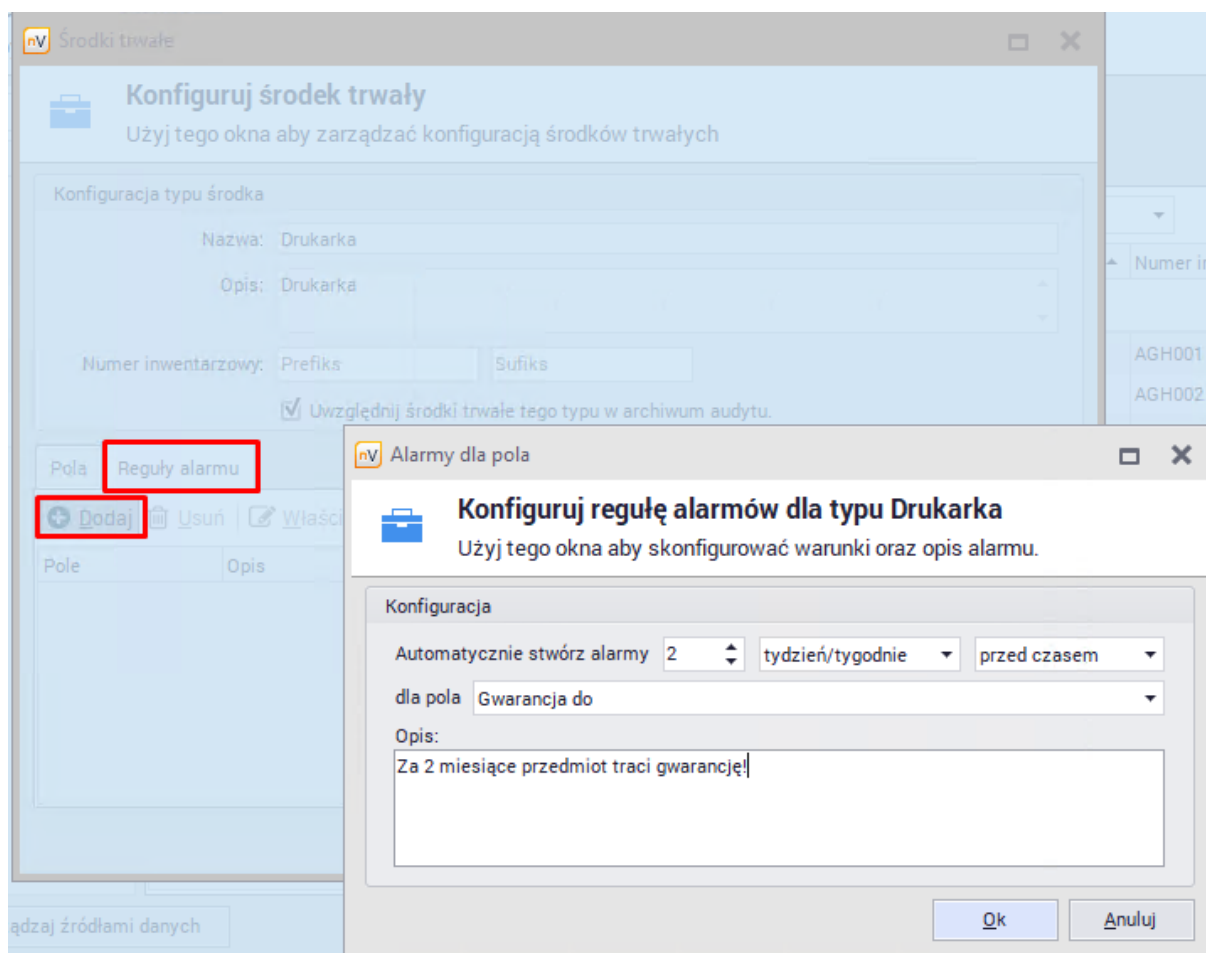 nV Środki trwałe
Konfiguruj środek trwały
Użyj tego okna aby zarządzać konfiguracją środków trwałych
Konfiguracja typu środka
Nazwa: Drukarka
Opis: Drukarka
Numer inwentarzowy: Prefiks Sufiks
Uwzględnij środki trwałe tego typu w archiwum audytu.
Numer in
AGH001
AGH002
Pola Reguły alarmu
Dodaj Usuń Właści
Pole Opis
nV Alarmy dla pola
Konfiguruj regułę alarmów dla typu Drukarka
Użyj tego okna aby skonfigurować warunki oraz opis alarmu.
Konfiguracja
Automatycznie stwórz alarmy 2 tydzień/tygodnie przed czasem
dla pola Gwarancja do
Opis:
Za 2 miesiące przedmiot traci gwarancję!
Ok Anuluj
ądzaj źródłami danych